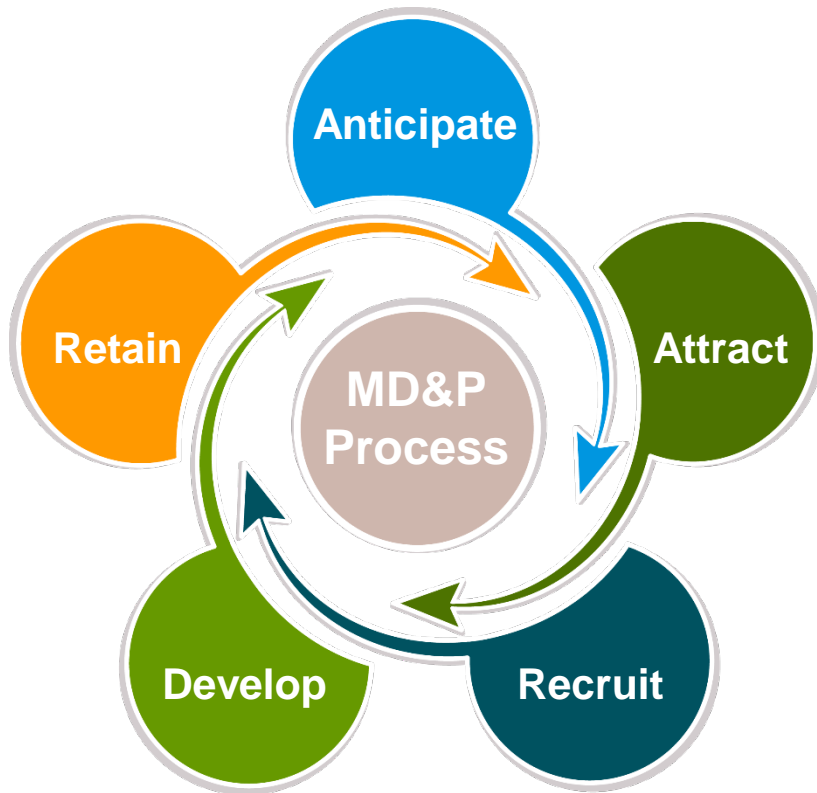 Anticipate
Attract
Recruit
Develop
Retain
MD&P
Process